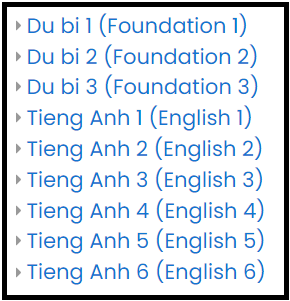 Du bi 1 (Foundation 1)
Du bi 2 (Foundation 2)
Du bi 3 (Foundation 3)
Tieng Anh 1 (English 1)
Tieng Anh 2 (English 2)
Tieng Anh 3 (English 3)
Tieng Anh 4 (English 4)
Tieng Anh 5 (English 5)
Tieng Anh 6 (English 6)